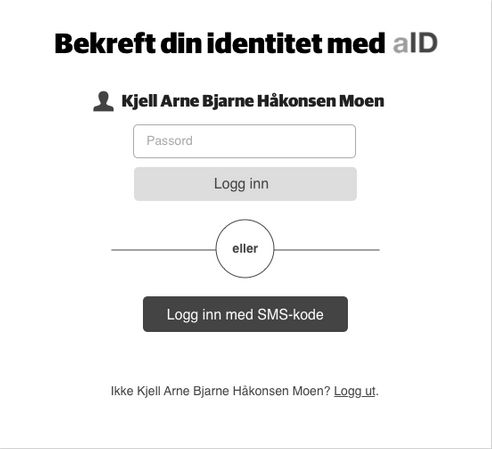 Bekreft din identitet med aID
Kjell Arne Bjarne Håkonsen Moen
Passord
Logg inn
eller
Logg inn med SMS-kode
Ikke Kjell Arne Bjarne Håkonsen Moen? Logg ut.